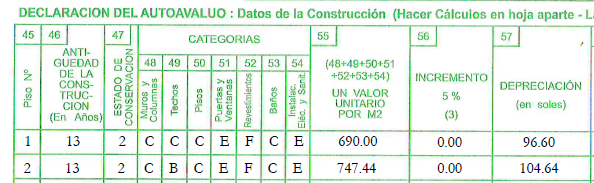 DECLARACION DEL AUTOAVALUO : Datos de la Construcción (Hacer Cálculos en hoja aparte - L
45 46 47 CATEGORIAS 55 56 57
Piso Nº
ANTI-
GUEDAD
DE LA
CONS-
TRUC-
CION
(En Años)
ESTADO DE
CONSERVACION
48 49 50 51 52 53 54
Muros y
Columnas
Techos
Pisos
Puertas y
Ventanas
Revestimientos
Baños
Instalec.
Eléc. y Sanit.
(48+49+50+51
+52+53+54)
UN VALOR
UNITARIO
POR M2
INCREMENTO
5 %
(3)
DEPRECIACIÓN
(en soles)
1 13 2 C C C E F C E 690.00 0.00 96.60
2 13 2 C B C E F C E 747.44 0.00 104.64